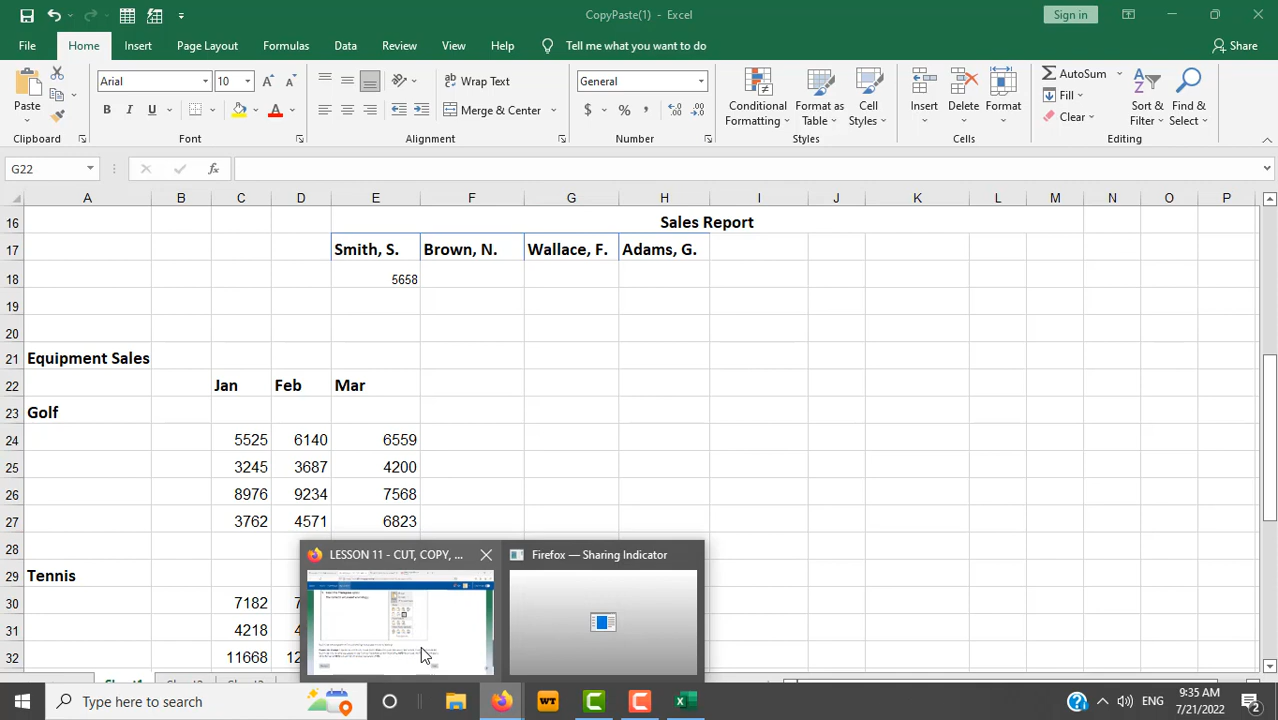 CopyPaste(1) - Excel
Sign in
File Home Insert Page Layout Formulas Data Review View Help Tell me what you want to do Share
Paste
Arial 10
Wrap Text
General
Merge & Center
$ % ,
Conditional Formatting
Format as Table
Cell Styles
Insert Delete Format
AutoSum
Fill
Clear
Sort & Filter
Find & Select
Clipboard Font Alignment Number Styles Cells Editing
G22 fx
A B C D E F G H I J K L M N O P
16 Sales Report
17 Smith, S. Brown, N. Wallace, F. Adams, G.
18 5658
19
20
21 Equipment Sales
22 Jan Feb Mar
23 Golf
24 5525 6140 6559
25 3245 3687 4200
26 8976 9234 7568
27 3762 4571 6823
28
29 Tennis
30 7182
31 4218
32 11668
LESSON 11 - CUT, COPY, ...
Firefox — Sharing Indicator
Type here to search
WT
ENG
9:35 AM
7/21/2022
2